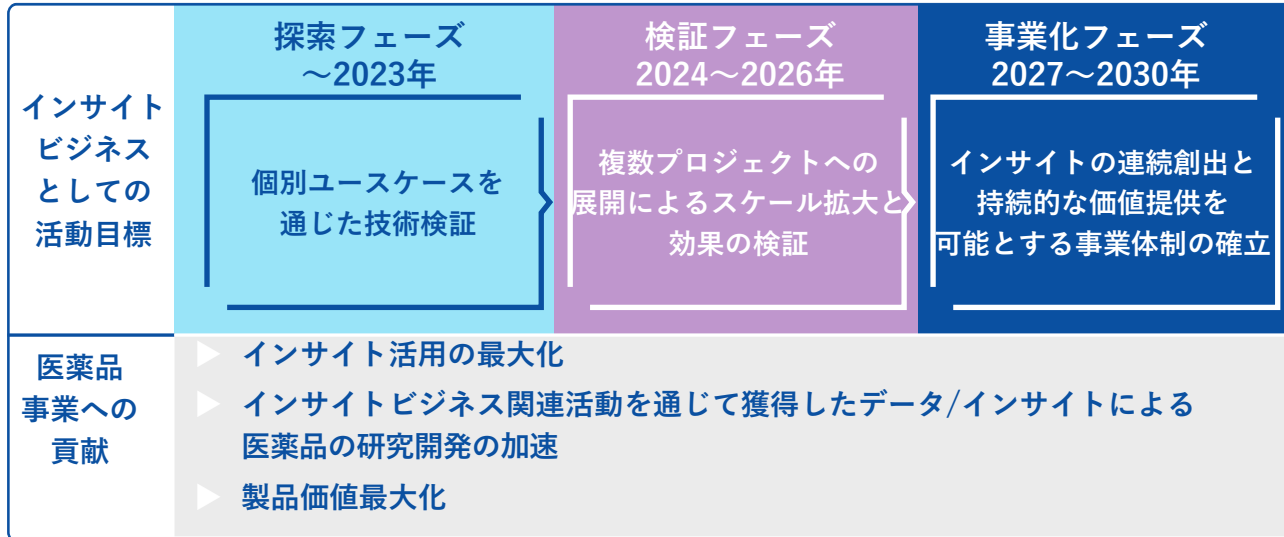 インサイト
ビジネス
としての
活動目標
探索フェーズ
～2023年
個別ユースケースを
通じた技術検証
検証フェーズ
2024～2026年
複数プロジェクトへの
展開によるスケール拡大と
効果の検証
事業化フェーズ
2027～2030年
インサイトの連続創出と
持続的な価値提供を
可能とする事業体制の確立
医薬品
事業への
貢献
▶ インサイト活用の最大化
▶ インサイトビジネス関連活動を通じて獲得したデータ/インサイトによる
医薬品の研究開発の加速
▶ 製品価値最大化